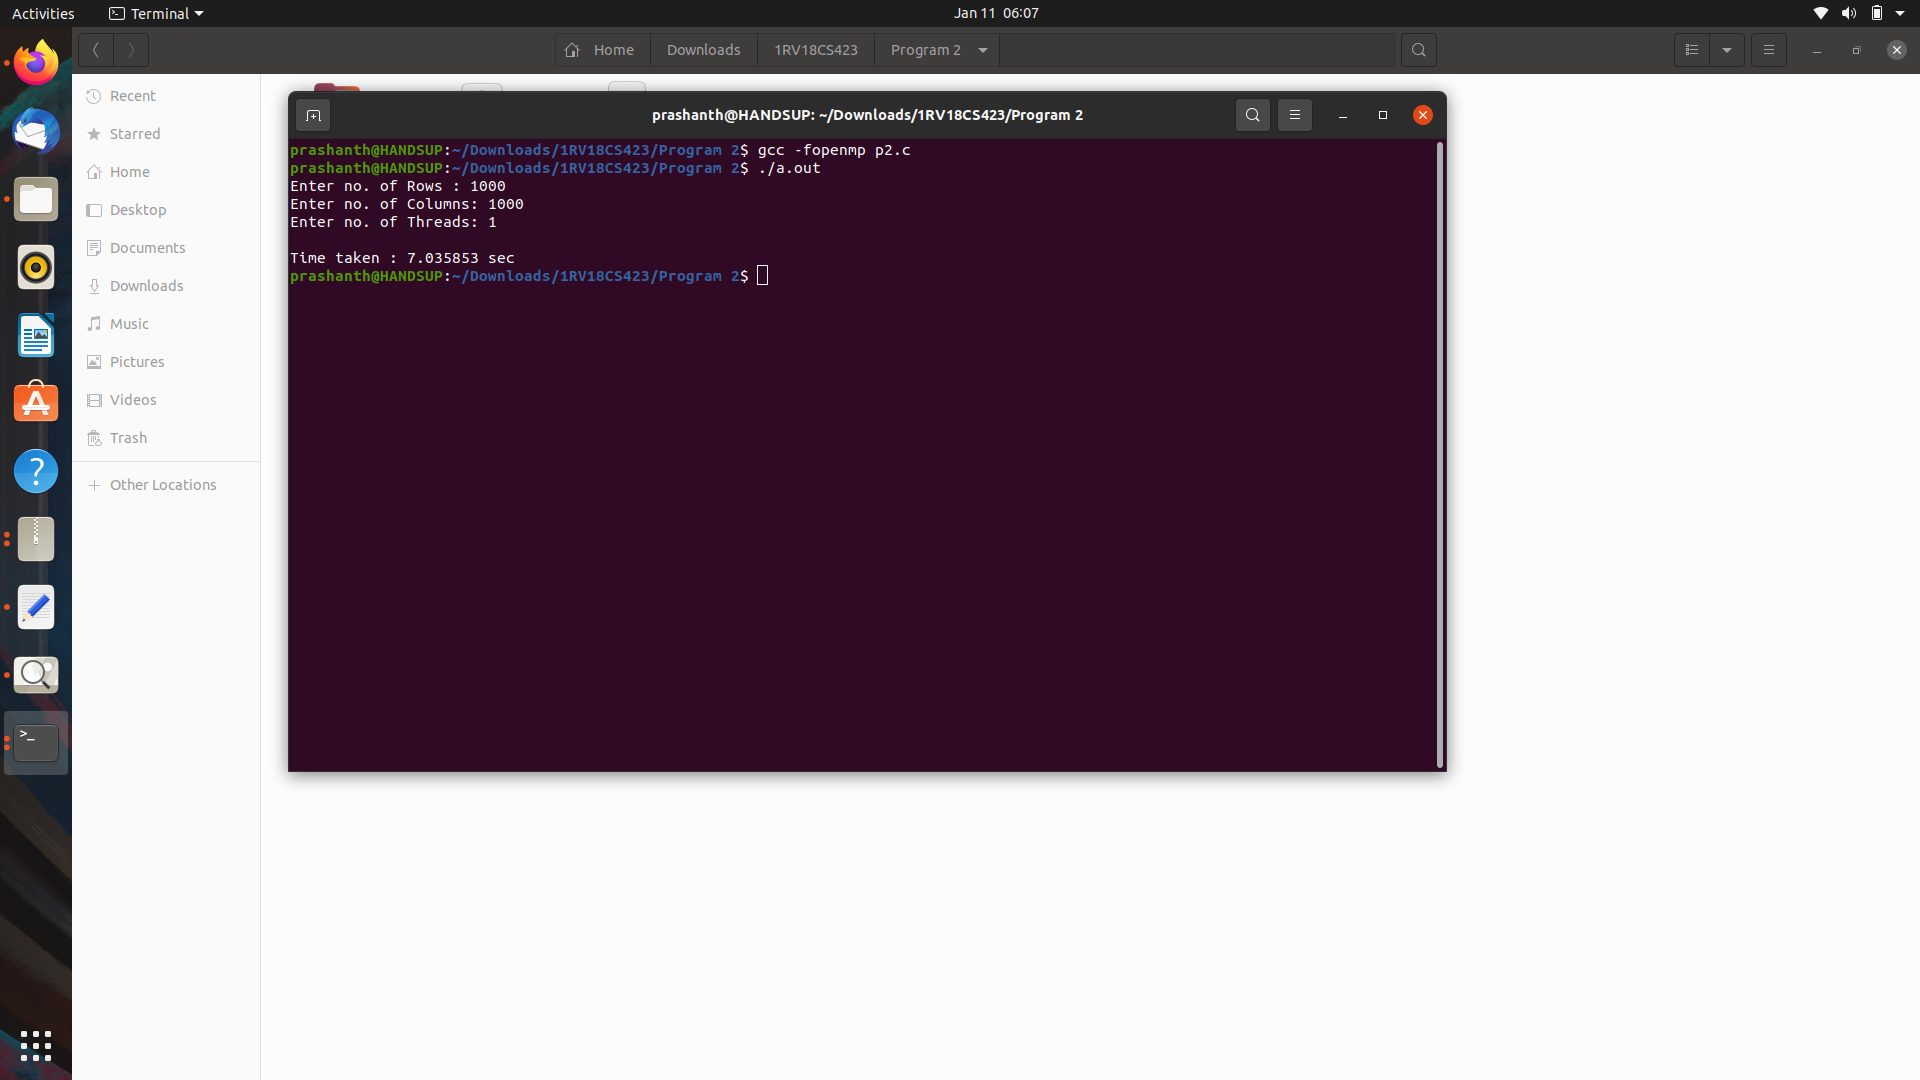 Activities
Terminal
Jan 11 06:07
Home
Downloads
1RV18CS423
Program 2
Recent
Starred
Home
Desktop
Documents
Downloads
Music
Pictures
Videos
Trash
Other Locations
prashanth@HANDSUP: ~/Downloads/1RV18CS423/Program 2
prashanth@HANDSUP:~/Downloads/1RV18CS423/Program 2$ gcc -fopenmp p2.c
prashanth@HANDSUP:~/Downloads/1RV18CS423/Program 2$ ./a.out
Enter no. of Rows : 1000
Enter no. of Columns: 1000
Enter no. of Threads: 1
Time taken : 7.035853 sec
prashanth@HANDSUP:~/Downloads/1RV18CS423/Program 2$